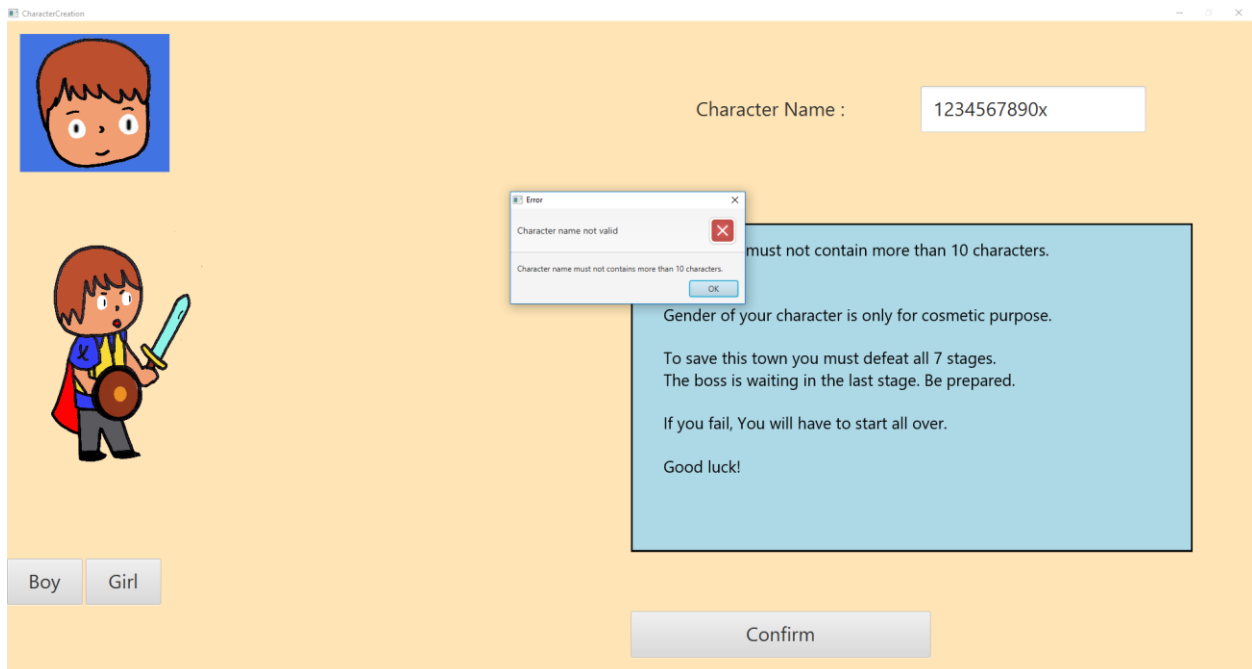 CharacterCreation
Character Name :
1234567890x
Error
Character name not valid
Character name must not contains more than 10 characters.
OK
must not contain more than 10 characters.
Gender of your character is only for cosmetic purpose.
To save this town you must defeat all 7 stages.
The boss is waiting in the last stage. Be prepared.
If you fail, You will have to start all over.
Good luck!
Boy
Girl
Confirm